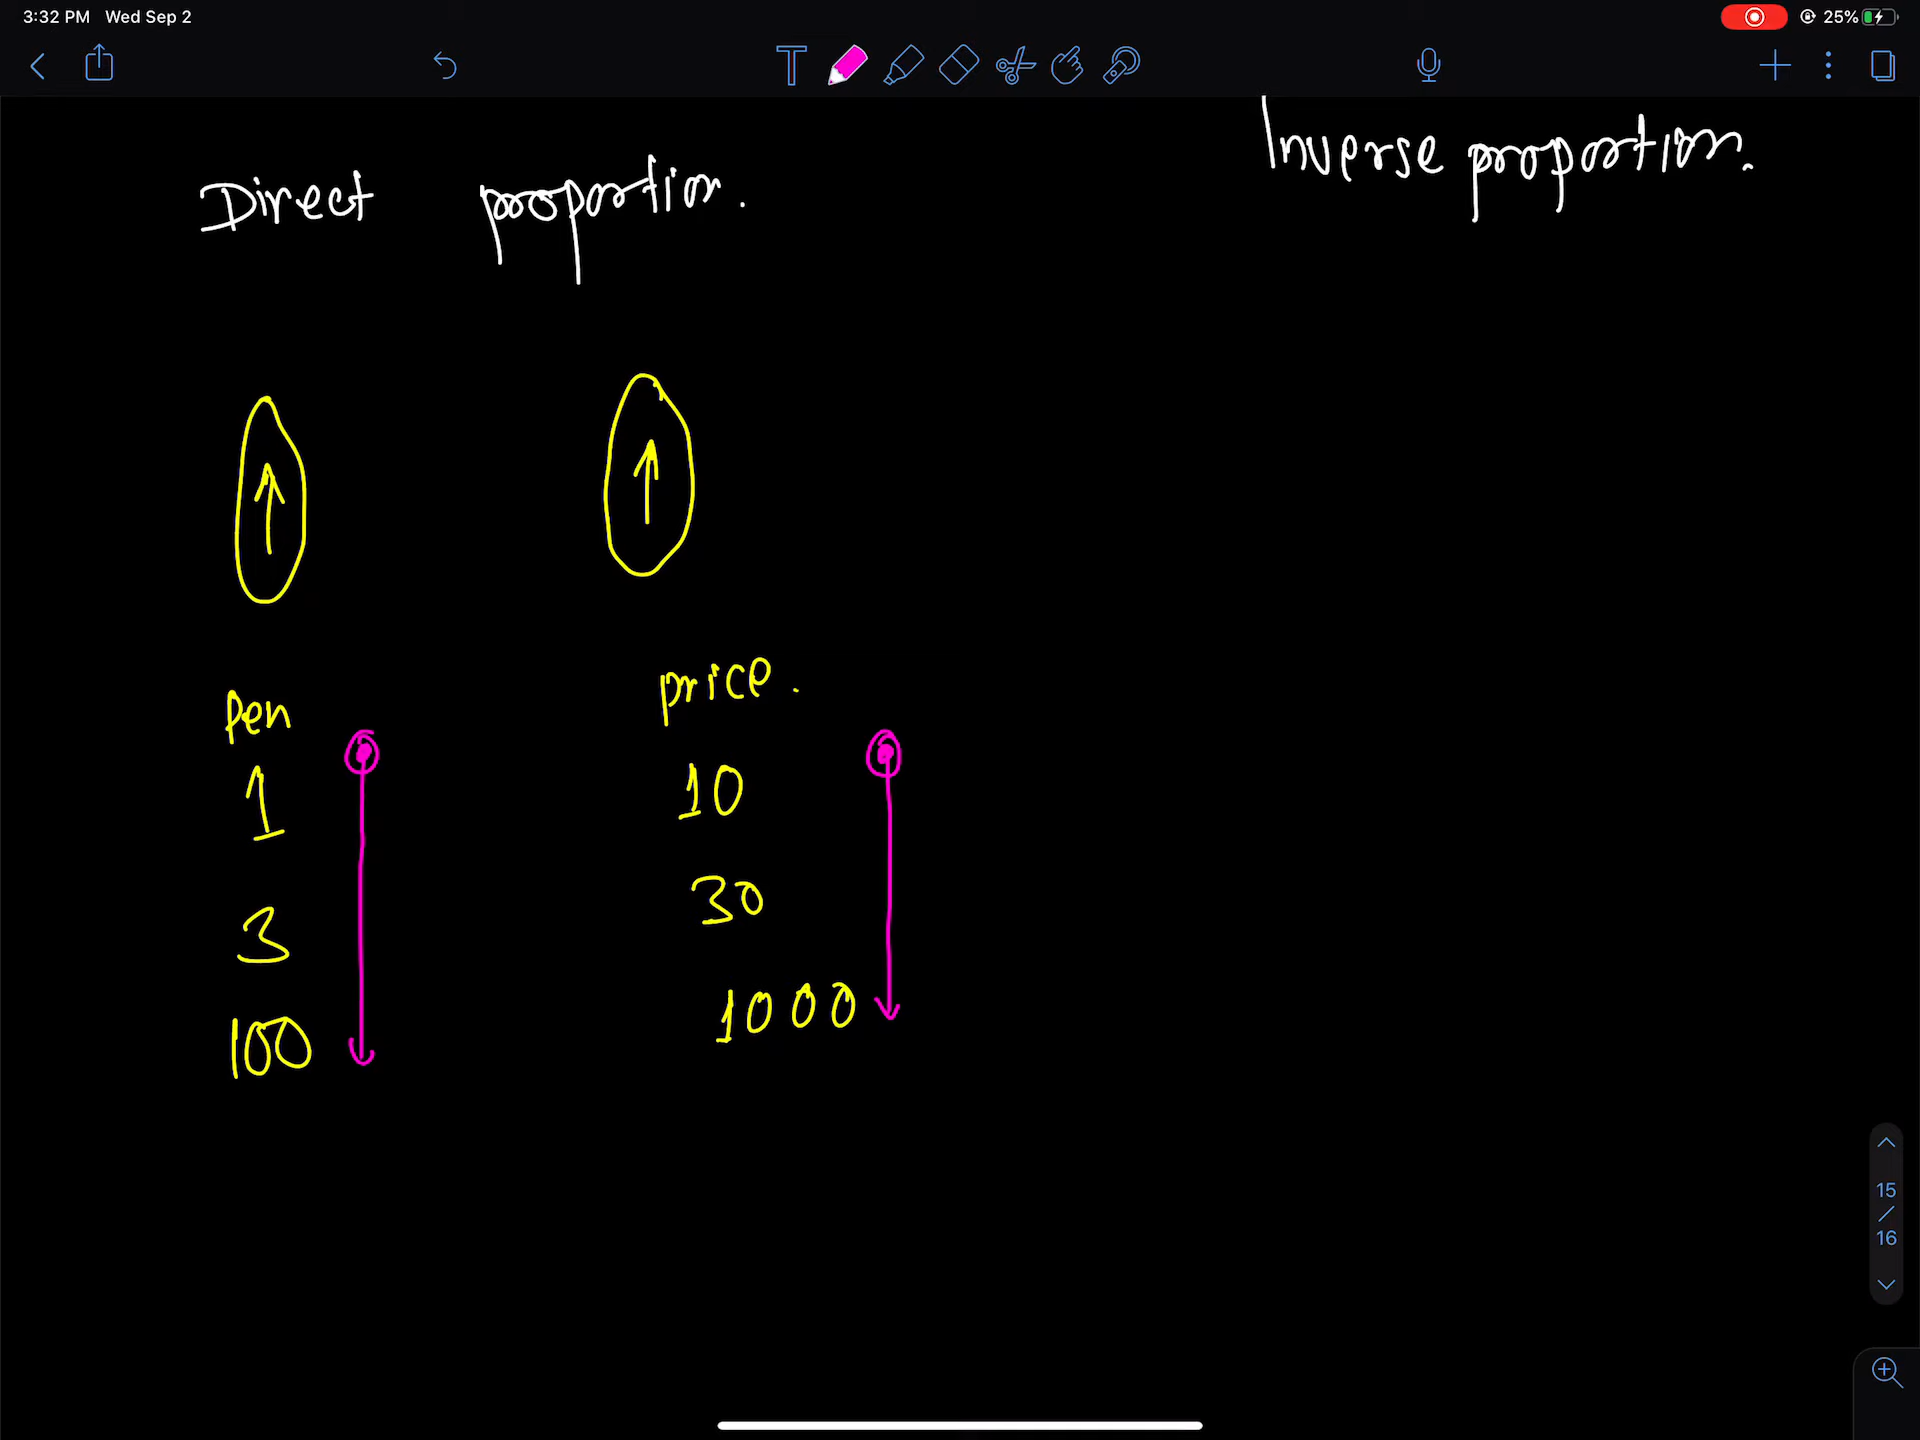 3:32 PM Wed Sep 2
25%
Inverse proportion.
Direct proportion.
Pen price.
1 10
3 30
100 1000
15
/
16